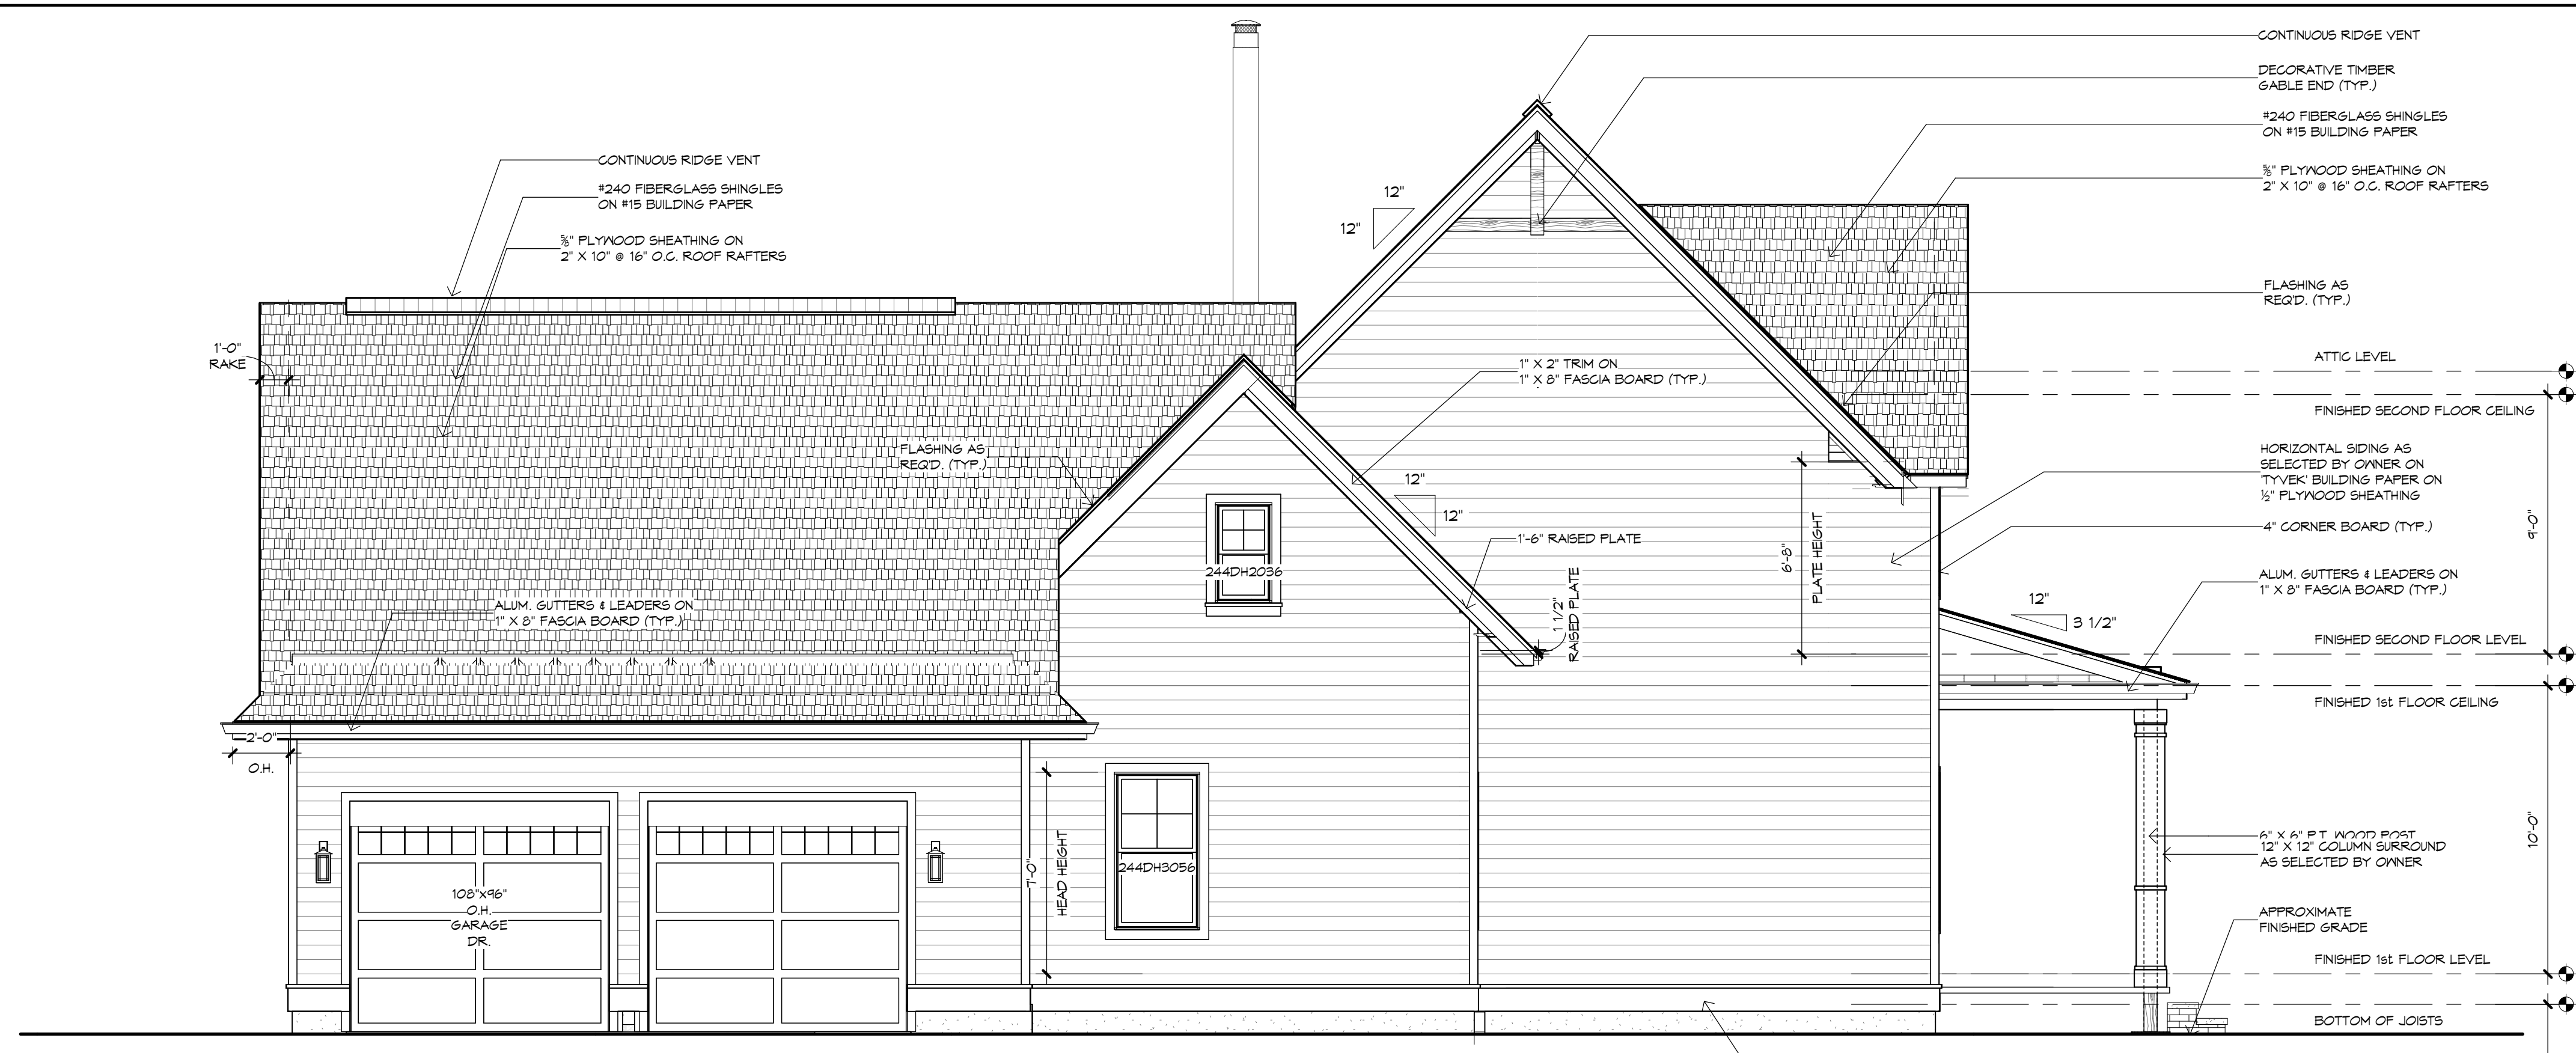 CONTINUOUS RIDGE VENT
DECORATIVE TIMBER
GABLE END (TYP.)
#240 FIBERGLASS SHINGLES
ON #15 BUILDING PAPER
⅝" PLYWOOD SHEATHING ON
2" X 10" @ 16" O.C. ROOF RAFTERS
FLASHING AS
REQ'D. (TYP.)
ATTIC LEVEL
FINISHED SECOND FLOOR CEILING
HORIZONTAL SIDING AS
SELECTED BY OWNER ON
'TYVEK' BUILDING PAPER ON
½" PLYWOOD SHEATHING
4" CORNER BOARD (TYP.)
ALUM. GUTTERS & LEADERS ON
1" X 8" FASCIA BOARD (TYP.)
FINISHED SECOND FLOOR LEVEL
FINISHED 1st FLOOR CEILING
6" X 6" P.T. WOOD POST
12" X 12" COLUMN SURROUND
AS SELECTED BY OWNER
APPROXIMATE
FINISHED GRADE
FINISHED 1st FLOOR LEVEL
BOTTOM OF JOISTS
9'-0"
10'-0"
CONTINUOUS RIDGE VENT
#240 FIBERGLASS SHINGLES
ON #15 BUILDING PAPER
⅝" PLYWOOD SHEATHING ON
2" X 10" @ 16" O.C. ROOF RAFTERS
1'-0"
RAKE
12"
12"
1" X 2" TRIM ON
1" X 8" FASCIA BOARD (TYP.)
FLASHING AS
REQ'D. (TYP.)
12"
12"
1'-6" RAISED PLATE
244DH2036
1 1/2"
RAISED PLATE
6'-8"
PLATE HEIGHT
12"
3 1/2"
ALUM. GUTTERS & LEADERS ON
1" X 8" FASCIA BOARD (TYP.)
2'-0"
O.H.
7'-0"
HEAD HEIGHT
244DH3056
108"x96"
O.H.
GARAGE
DR.